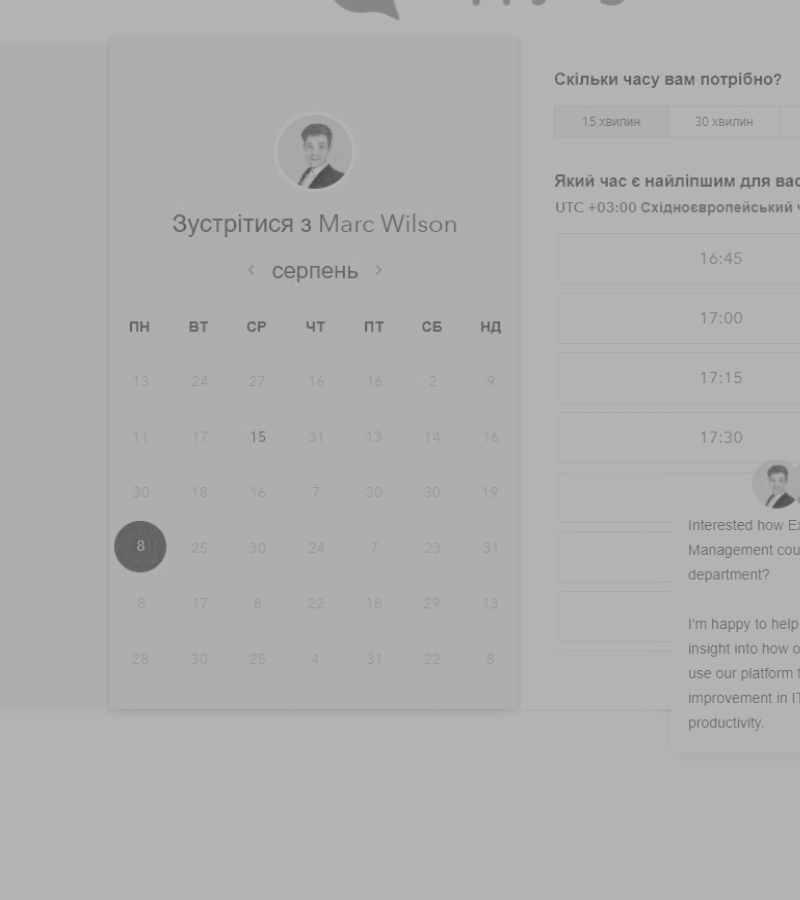 Зустрітися з Marc Wilson
серпень
ПН ВТ СР ЧТ ПТ СБ НД
13 24 27 16 16 2 9
11 17 15 31 13 14 16
30 18 16 7 30 30 19
8 25 30 24 7 23 31
8 17 8 22 18 29 13
28 30 25 4 31 22 8
Скільки часу вам потрібно?
15 хвилин 30 хвилин
Який час є найліпшим для вас
UTC +03:00 Східноєвропейський
16:45
17:00
17:15
17:30
Interested how
Management
department?
I'm happy to help
insight into how
use our platform
improvement in
productivity.